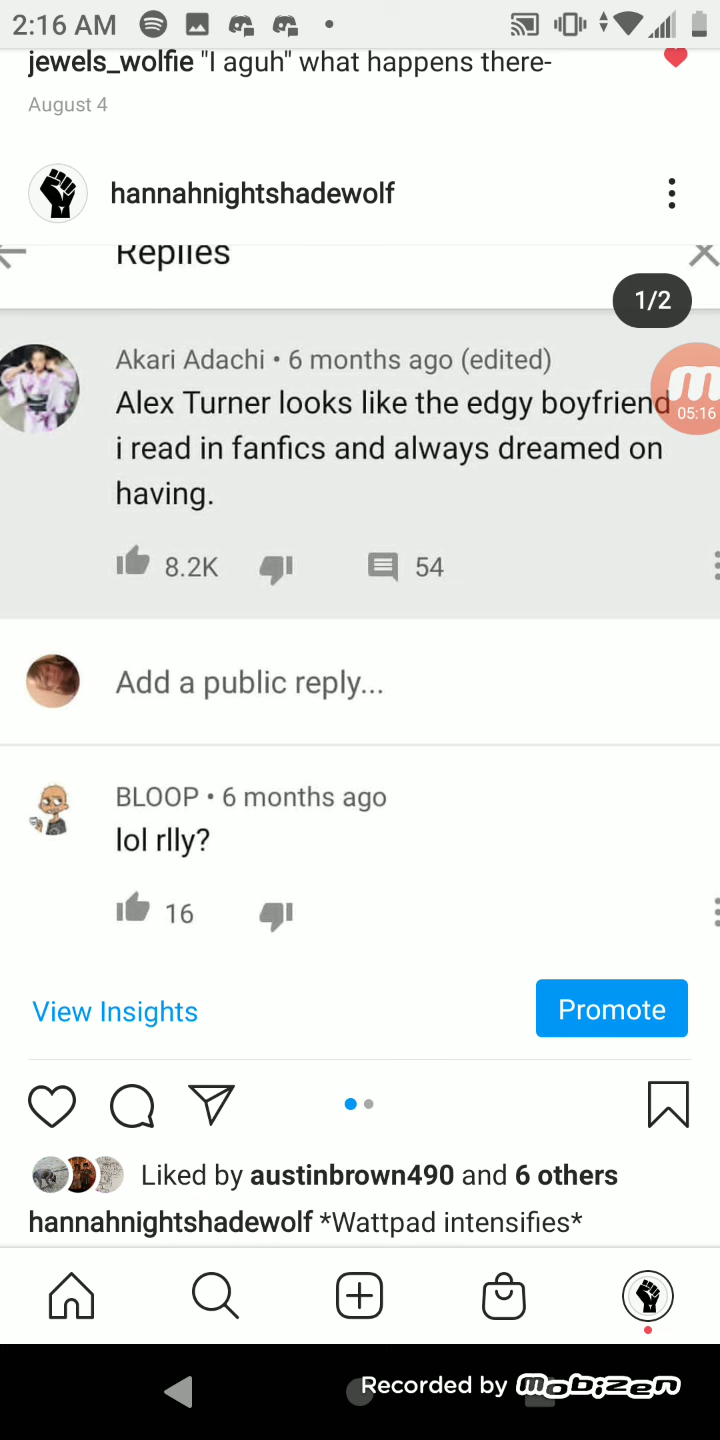 2:16 AM
jewels_wolfie "I aguh" what happens there-
August 4
hannahnightshadewolf
Replies
1/2
Akari Adachi • 6 months ago (edited)
Alex Turner looks like the edgy boyfriend
05:16
i read in fanfics and always dreamed on
having.
8.2K
54
Add a public reply...
BLOOP • 6 months ago
lol rlly?
16
View Insights
Promote
Liked by austinbrown490 and 6 others
hannahnightshadewolf *Wattpad intensifies*
Recorded by mobizen